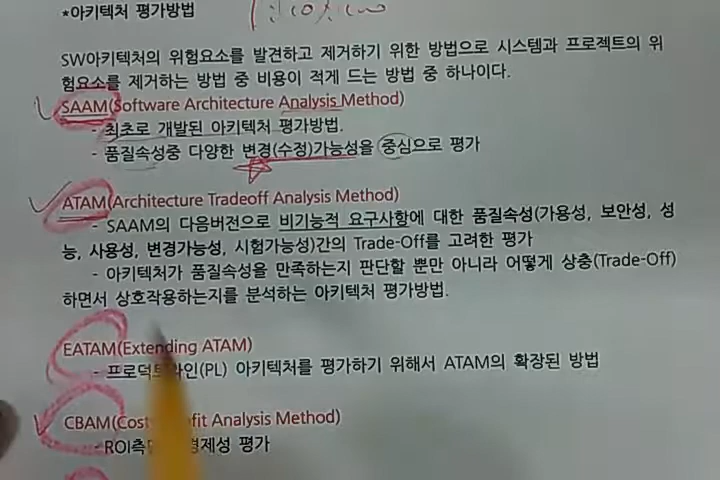 *아키텍처 평가방법
SW아키텍처의 위험요소를 발견하고 제거하기 위한 방법으로 시스템과 프로젝트의 위
험요소를 제거하는 방법 중 비용이 적게 드는 방법 중 하나이다.
SAAM(Software Architecture Analysis Method)
- 최초로 개발된 아키텍처 평가방법.
- 품질속성중 다양한 변경(수정)가능성을 중심으로 평가
ATAM(Architecture Tradeoff Analysis Method)
- SAAM의 다음버전으로 비기능적 요구사항에 대한 품질속성(가용성, 보안성, 성
능, 사용성, 변경가능성, 시험가능성)간의 Trade-Off를 고려한 평가
- 아키텍처가 품질속성을 만족하는지 판단할 뿐만 아니라 어떻게 상충(Trade-Off)
하면서 상호작용하는지를 분석하는 아키텍처 평가방법.
EATAM(Extending ATAM)
- 프로덕트라인(PL) 아키텍처를 평가하기 위해서 ATAM의 확장된 방법
CBAM(Cost Benefit Analysis Method)
- ROI측면 경제성 평가